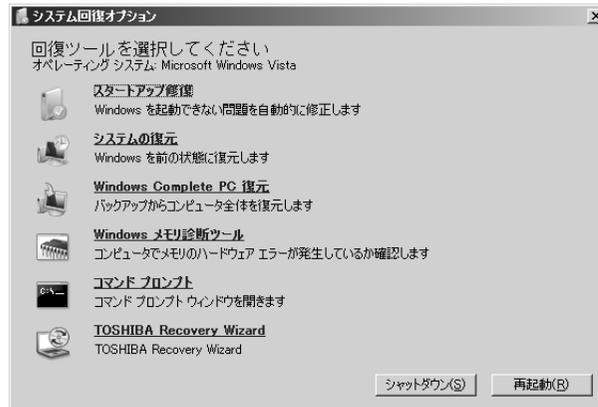 システム回復オプション
回復ツールを選択してください
オペレーティング システム: Microsoft Windows Vista
スタートアップ修復
Windows を起動できない問題を自動的に修正します
システムの復元
Windows を前の状態に復元します
Windows Complete PC 復元
バックアップからコンピュータ全体を復元します
Windows メモリ診断ツール
コンピュータでメモリのハードウェア エラーが発生しているか確認します
コマンド プロンプト
コマンド プロンプト ウィンドウを開きます
TOSHIBA Recovery Wizard
TOSHIBA Recovery Wizard
シャットダウン(S)
再起動(R)